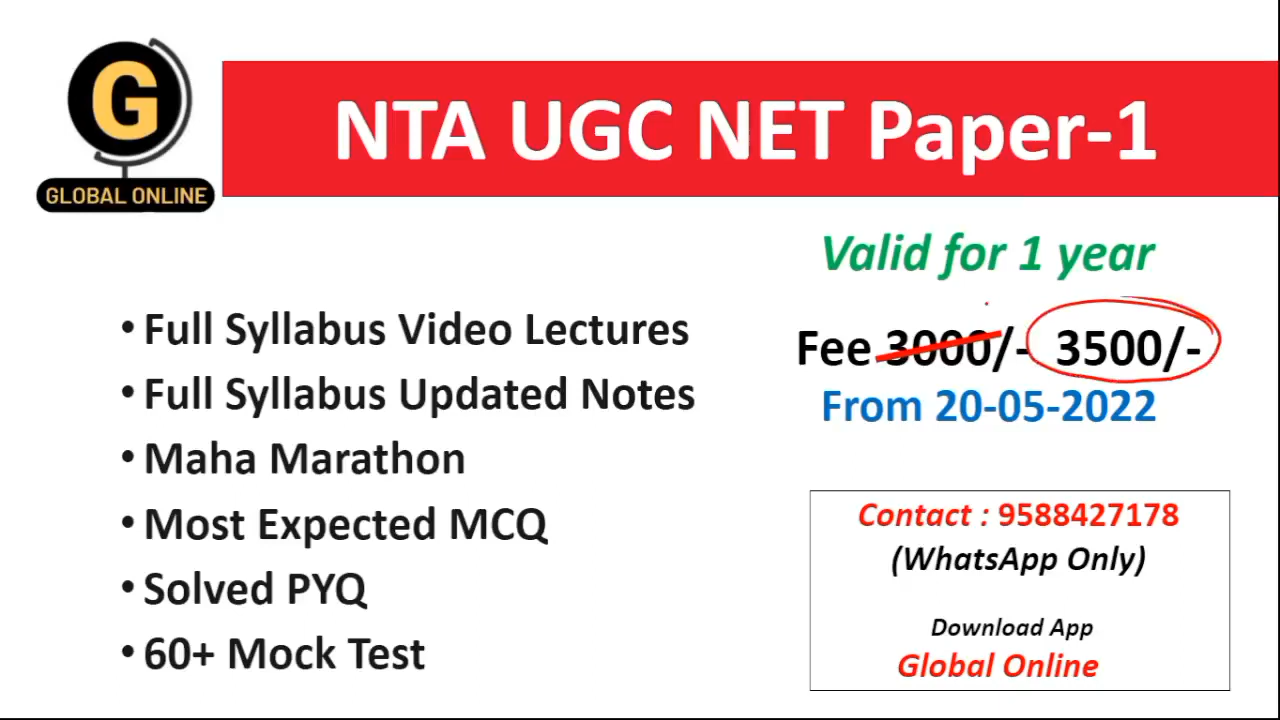 G
GLOBAL ONLINE
NTA UGC NET Paper-1
• Full Syllabus Video Lectures
• Full Syllabus Updated Notes
• Maha Marathon
• Most Expected MCQ
• Solved PYQ
• 60+ Mock Test
Valid for 1 year
Fee 3000/- 3500/-
From 20-05-2022
Contact : 9588427178
(WhatsApp Only)
Download App
Global Online